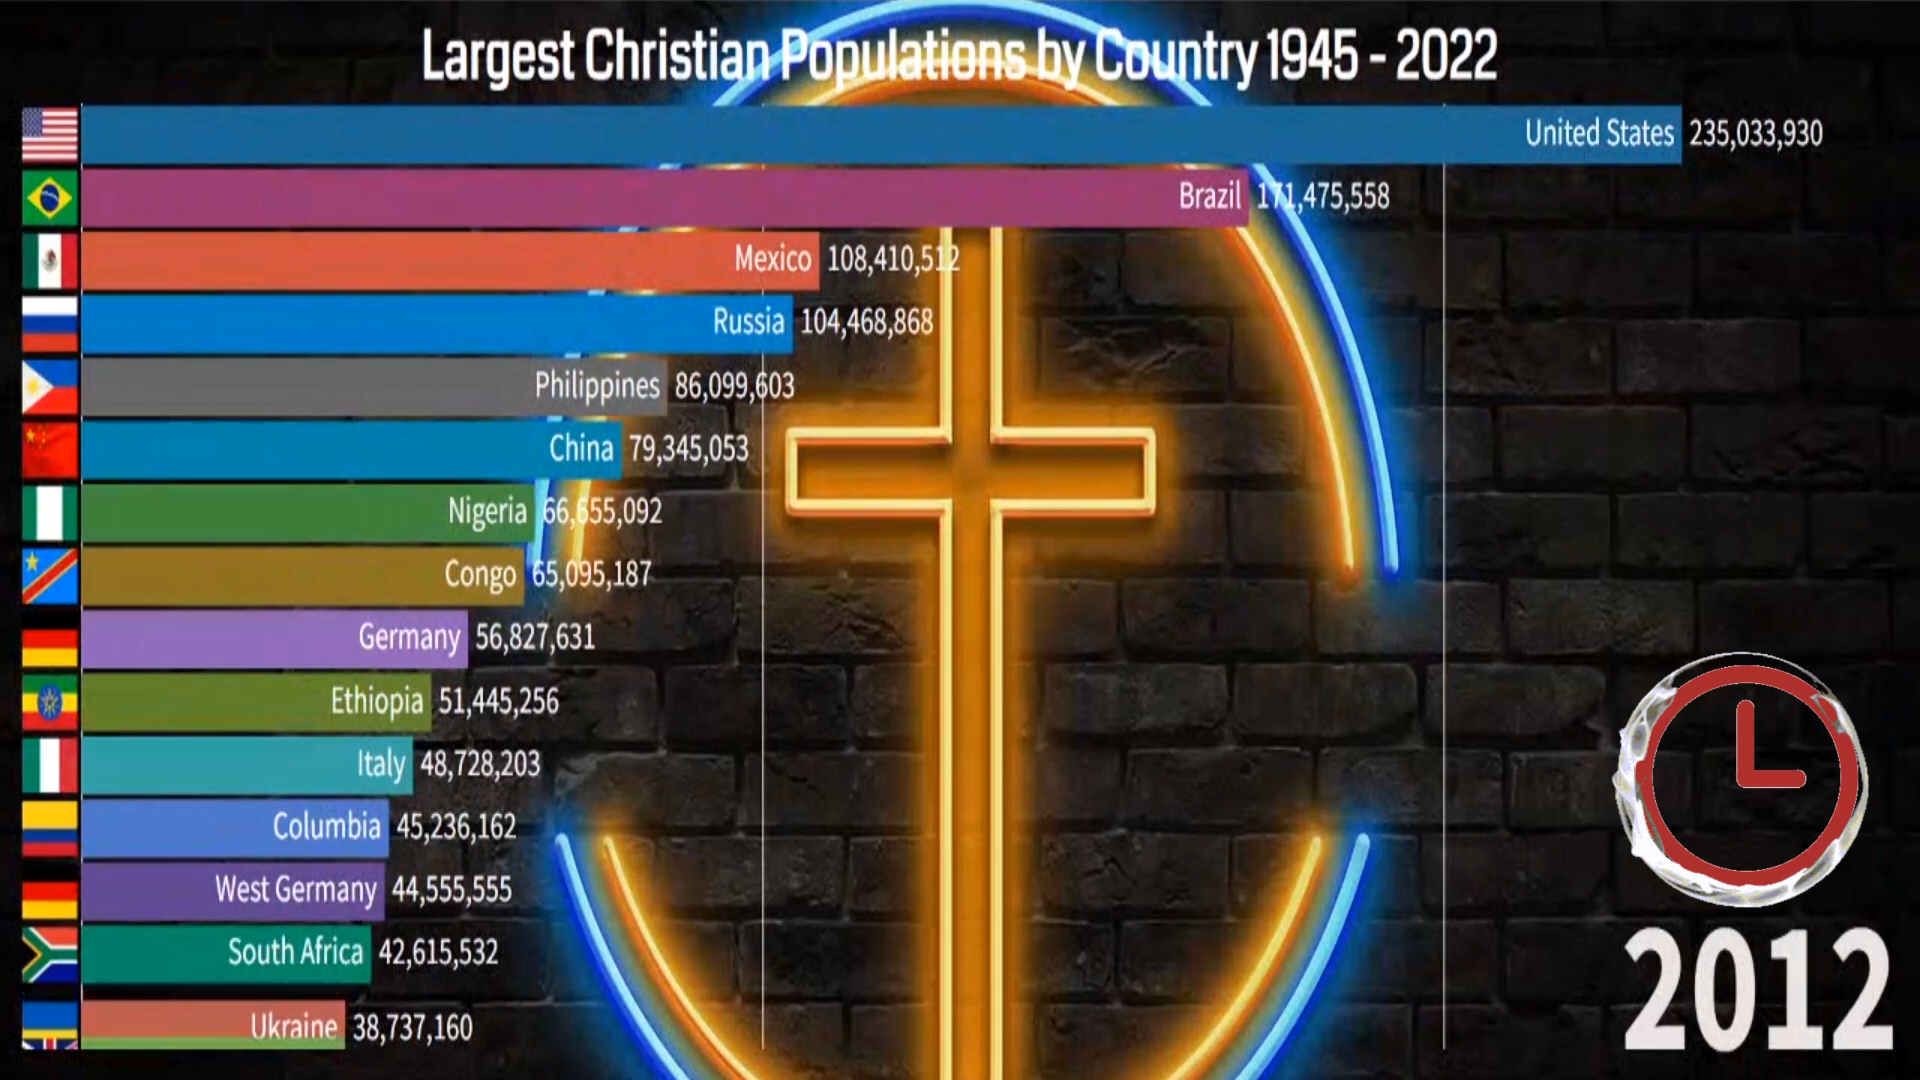 Largest Christian Populations by Country 1945 - 2022
United States 235,033,930
Brazil 171,475,558
Mexico 108,410,512
Russia 104,468,868
Philippines 86,099,603
China 79,345,053
Nigeria 66,655,092
Congo 65,095,187
Germany 56,827,631
Ethiopia 51,445,256
Italy 48,728,203
Columbia 45,236,162
West Germany 44,555,555
South Africa 42,615,532
Ukraine 38,737,160
2012